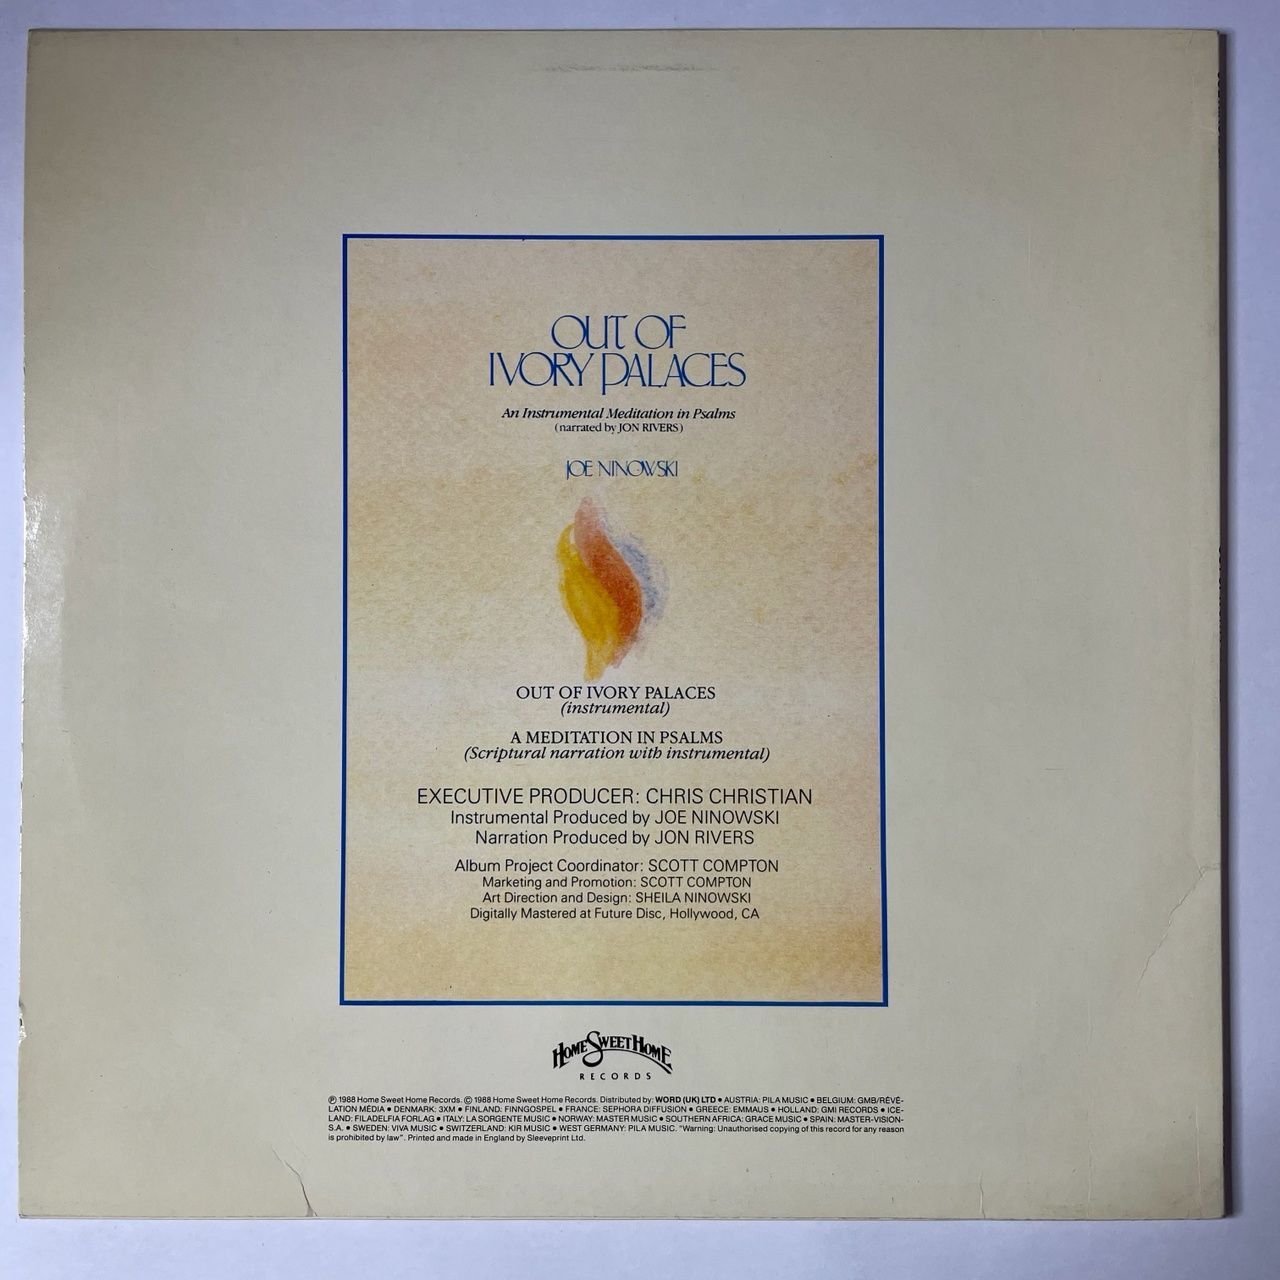 OUT OF
IVORY PALACES
An Instrumental Meditation in Psalms
(narrated by JON RIVERS)
JOE NINOWSKI
OUT OF IVORY PALACES
(instrumental)
A MEDITATION IN PSALMS
(Scriptural narration with instrumental)
EXECUTIVE PRODUCER: CHRIS CHRISTIAN
Instrumental Produced by JOE NINOWSKI
Narration Produced by JON RIVERS
Album Project Coordinator: SCOTT COMPTON
Marketing and Promotion: SCOTT COMPTON
Art Direction and Design: SHEILA NINOWSKI
Digitally Mastered at Future Disc, Hollywood, CA
HOME SWEET HOME
RECORDS
℗ 1988 Home Sweet Home Records. © 1988 Home Sweet Home Records. Distributed by: WORD (UK) LTD ● AUSTRIA: PILA MUSIC ● BELGIUM: GMB/RÉVÉ-
LATION MÉDIA ● DENMARK: 3XM ● FINLAND: FINNGOSPEL ● FRANCE: SEPHORA DIFFUSION ● GREECE: EMMAUS ● HOLLAND: GMI RECORDS ● ICE-
LAND: FILADELFIA FORLAG ● ITALY: LA SORGENTE MUSIC ● NORWAY: MASTER MUSIC ● SOUTHERN AFRICA: GRACE MUSIC ● SPAIN: MASTER-VISION-
S.A. ● SWEDEN: VIVA MUSIC ● SWITZERLAND: KIR MUSIC ● WEST GERMANY: PILA MUSIC. "Warning: Unauthorised copying of this record for any reason
is prohibited by law". Printed and made in England by Sleeveprint Ltd.